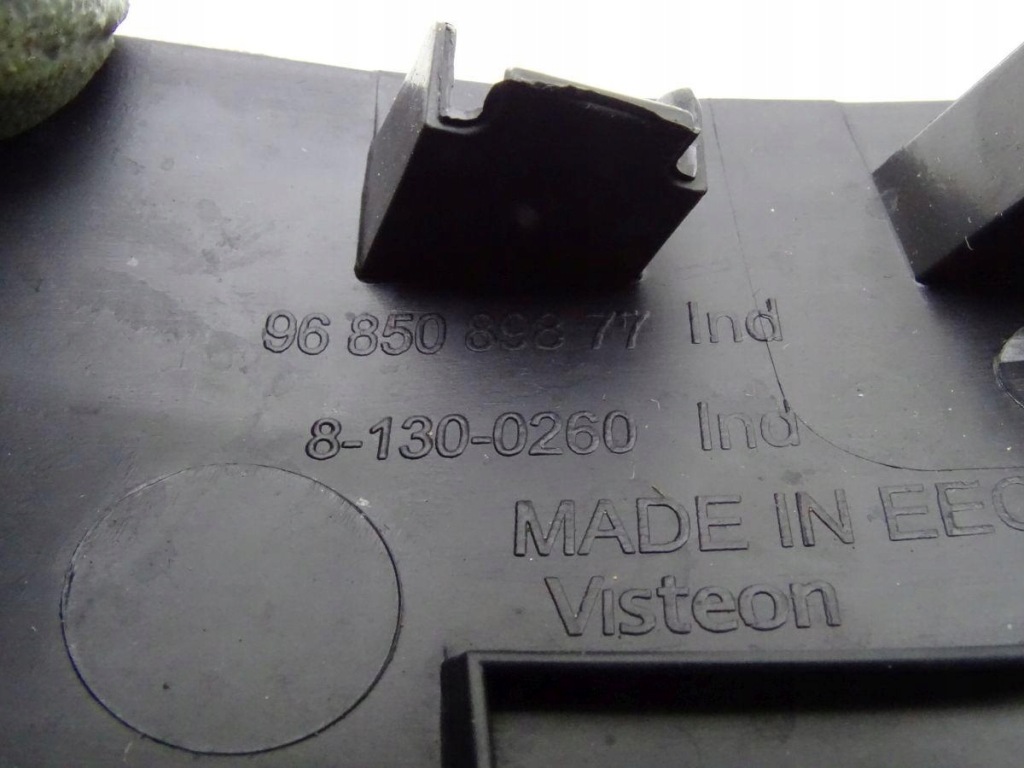 96 850 898 77 Ind
8-130-0260 Ind
MADE IN EEC
Visteon